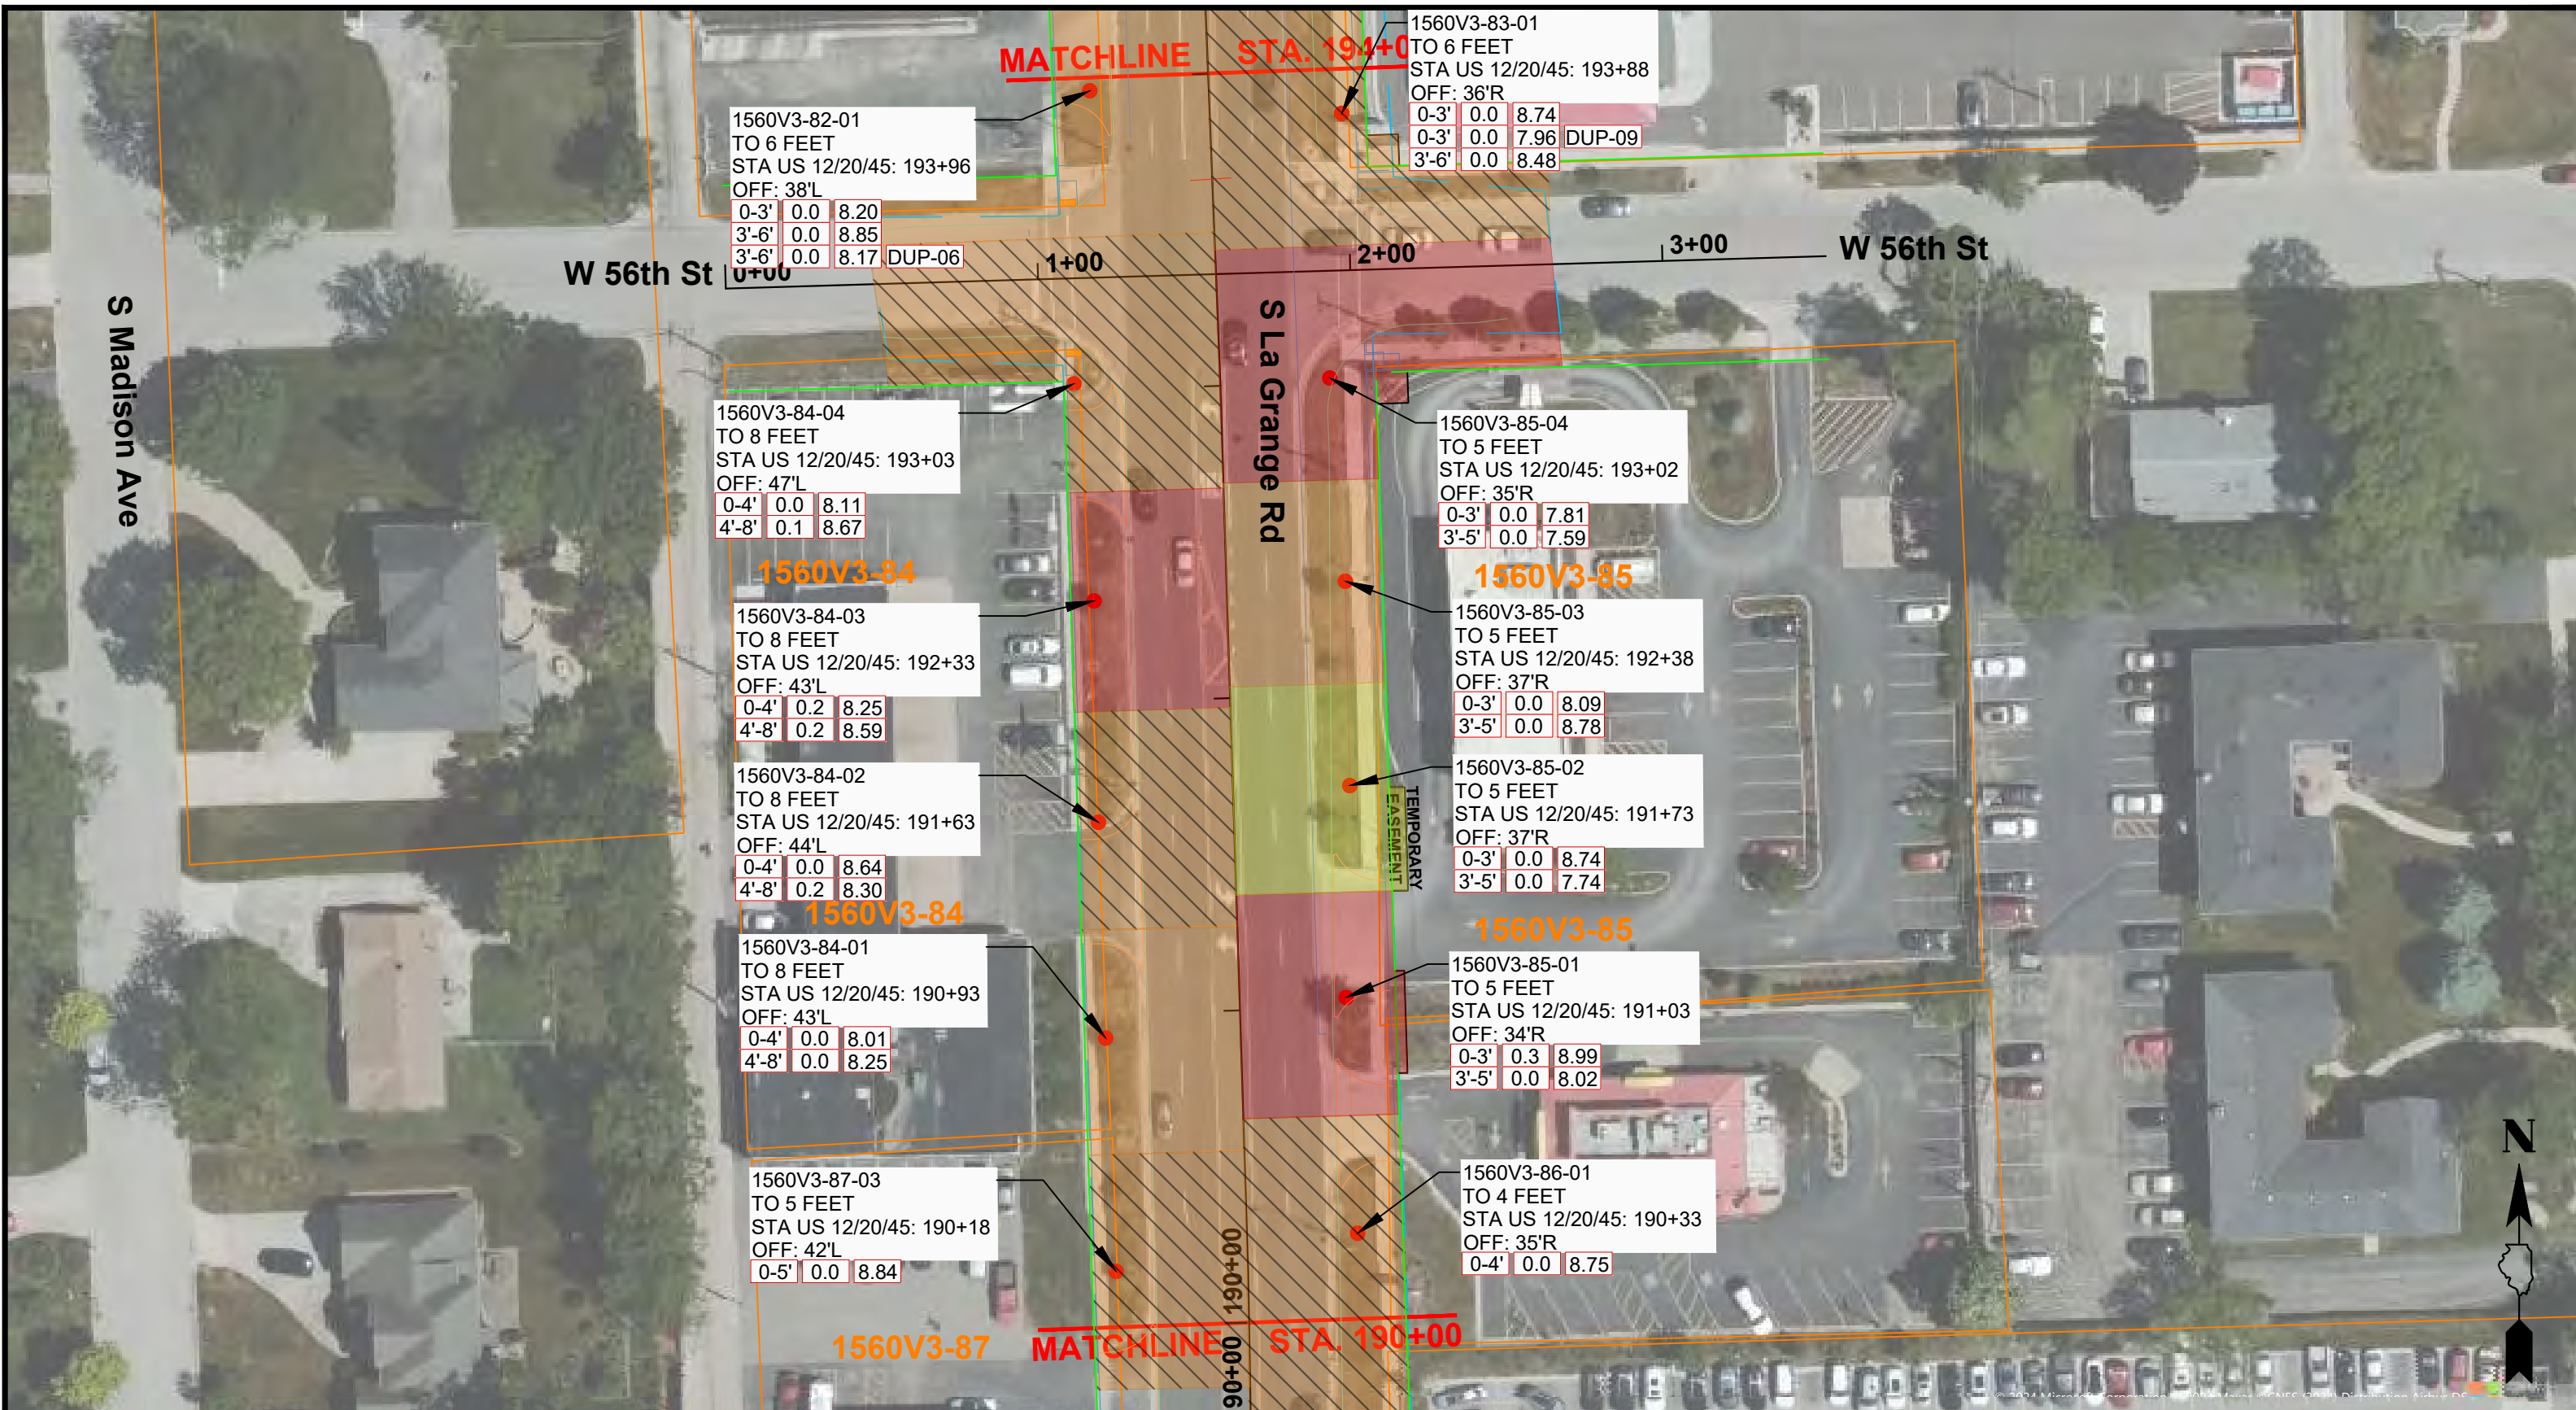 MATCHLINE STA. 194+0
1560V3-83-01
TO 6 FEET
STA US 12/20/45: 193+88
OFF: 36'R
0-3' 0.0 8.74
0-3' 0.0 7.96 DUP-09
3'-6' 0.0 8.48
1560V3-82-01
TO 6 FEET
STA US 12/20/45: 193+96
OFF: 38'L
0-3' 0.0 8.20
3'-6' 0.0 8.85
3'-6' 0.0 8.17 DUP-06
W 56th St 0+00 1+00 2+00 3+00 W 56th St
S Madison Ave
S La Grange Rd
1560V3-84-04
TO 8 FEET
STA US 12/20/45: 193+03
OFF: 47'L
0-4' 0.0 8.11
4'-8' 0.1 8.67
1560V3-85-04
TO 5 FEET
STA US 12/20/45: 193+02
OFF: 35'R
0-3' 0.0 7.81
3'-5' 0.0 7.59
1560V3-84
1560V3-85
1560V3-84-03
TO 8 FEET
STA US 12/20/45: 192+33
OFF: 43'L
0-4' 0.2 8.25
4'-8' 0.2 8.59
1560V3-85-03
TO 5 FEET
STA US 12/20/45: 192+38
OFF: 37'R
0-3' 0.0 8.09
3'-5' 0.0 8.78
1560V3-84-02
TO 8 FEET
STA US 12/20/45: 191+63
OFF: 44'L
0-4' 0.0 8.64
4'-8' 0.2 8.30
1560V3-85-02
TO 5 FEET
STA US 12/20/45: 191+73
OFF: 37'R
0-3' 0.0 8.74
3'-5' 0.0 7.74
TEMPORARY
EASEMENT
1560V3-84
1560V3-85
1560V3-84-01
TO 8 FEET
STA US 12/20/45: 190+93
OFF: 43'L
0-4' 0.0 8.01
4'-8' 0.0 8.25
1560V3-85-01
TO 5 FEET
STA US 12/20/45: 191+03
OFF: 34'R
0-3' 0.3 8.99
3'-5' 0.0 8.02
1560V3-87-03
TO 5 FEET
STA US 12/20/45: 190+18
OFF: 42'L
0-5' 0.0 8.84
1560V3-86-01
TO 4 FEET
STA US 12/20/45: 190+33
OFF: 35'R
0-4' 0.0 8.75
190+00
1560V3-87
MATCHLINE STA. 190+00
N